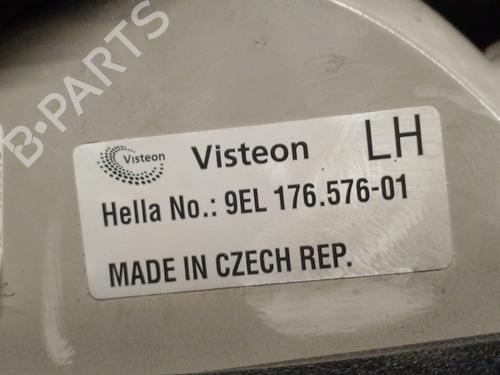 B-PARTS
Visteon Visteon LH
Hella No.: 9EL 176.576-01
MADE IN CZECH REP.